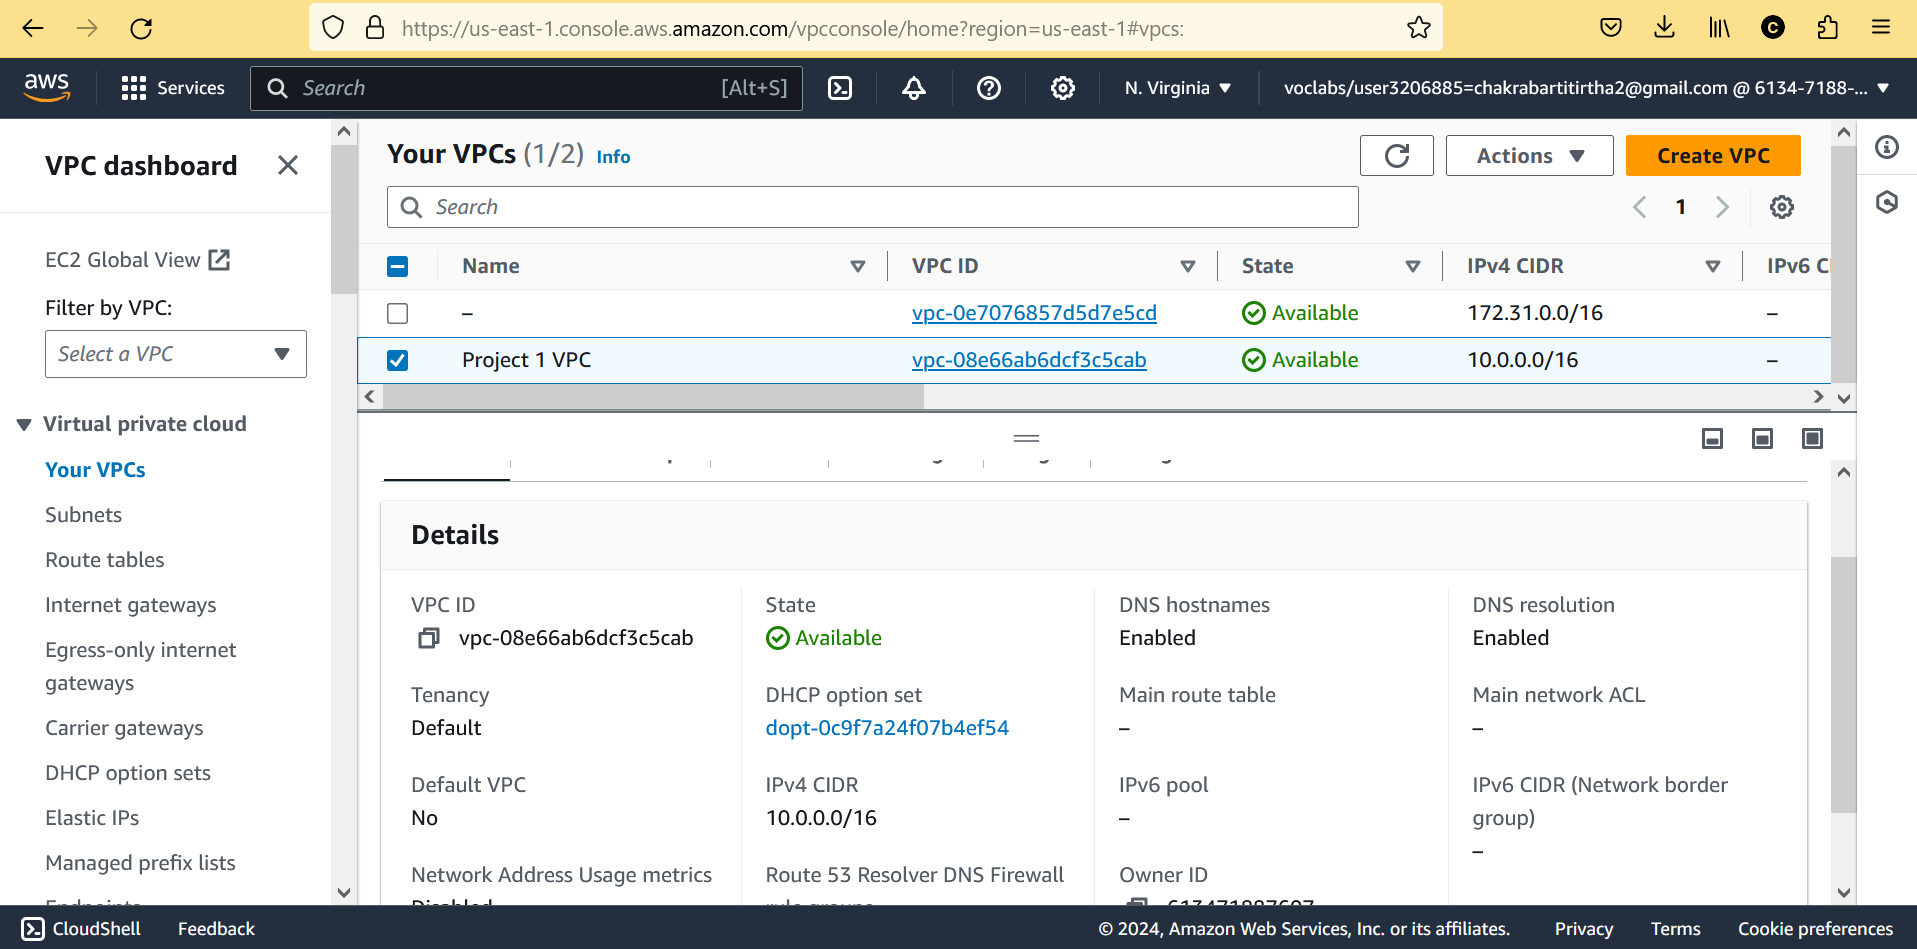 https://us-east-1.console.aws.amazon.com/vpcconsole/home?region=us-east-1#vpcs:
C
aws
Services
Search
[Alt+S]
N. Virginia
voclabs/user3206885=chakrabartitirtha2@gmail.com @ 6134-7188-...
VPC dashboard
EC2 Global View
Filter by VPC:
Select a VPC
Virtual private cloud
Your VPCs
Subnets
Route tables
Internet gateways
Egress-only internet
gateways
Carrier gateways
DHCP option sets
Elastic IPs
Managed prefix lists
Endpoints
Your VPCs (1/2) Info
Actions
Create VPC
Search
1
Name VPC ID State IPv4 CIDR IPv6 CI
– vpc-0e7076857d5d7e5cd Available 172.31.0.0/16 –
Project 1 VPC vpc-08e66ab6dcf3c5cab Available 10.0.0.0/16 –
Details
VPC ID
vpc-08e66ab6dcf3c5cab
State
Available
DNS hostnames
Enabled
DNS resolution
Enabled
Tenancy
Default
DHCP option set
dopt-0c9f7a24f07b4ef54
Main route table
–
Main network ACL
–
Default VPC
No
IPv4 CIDR
10.0.0.0/16
IPv6 pool
–
IPv6 CIDR (Network border
group)
–
Network Address Usage metrics
Disabled
Route 53 Resolver DNS Firewall
rule groups
Owner ID
613471887607
CloudShell
Feedback
© 2024, Amazon Web Services, Inc. or its affiliates.
Privacy
Terms
Cookie preferences